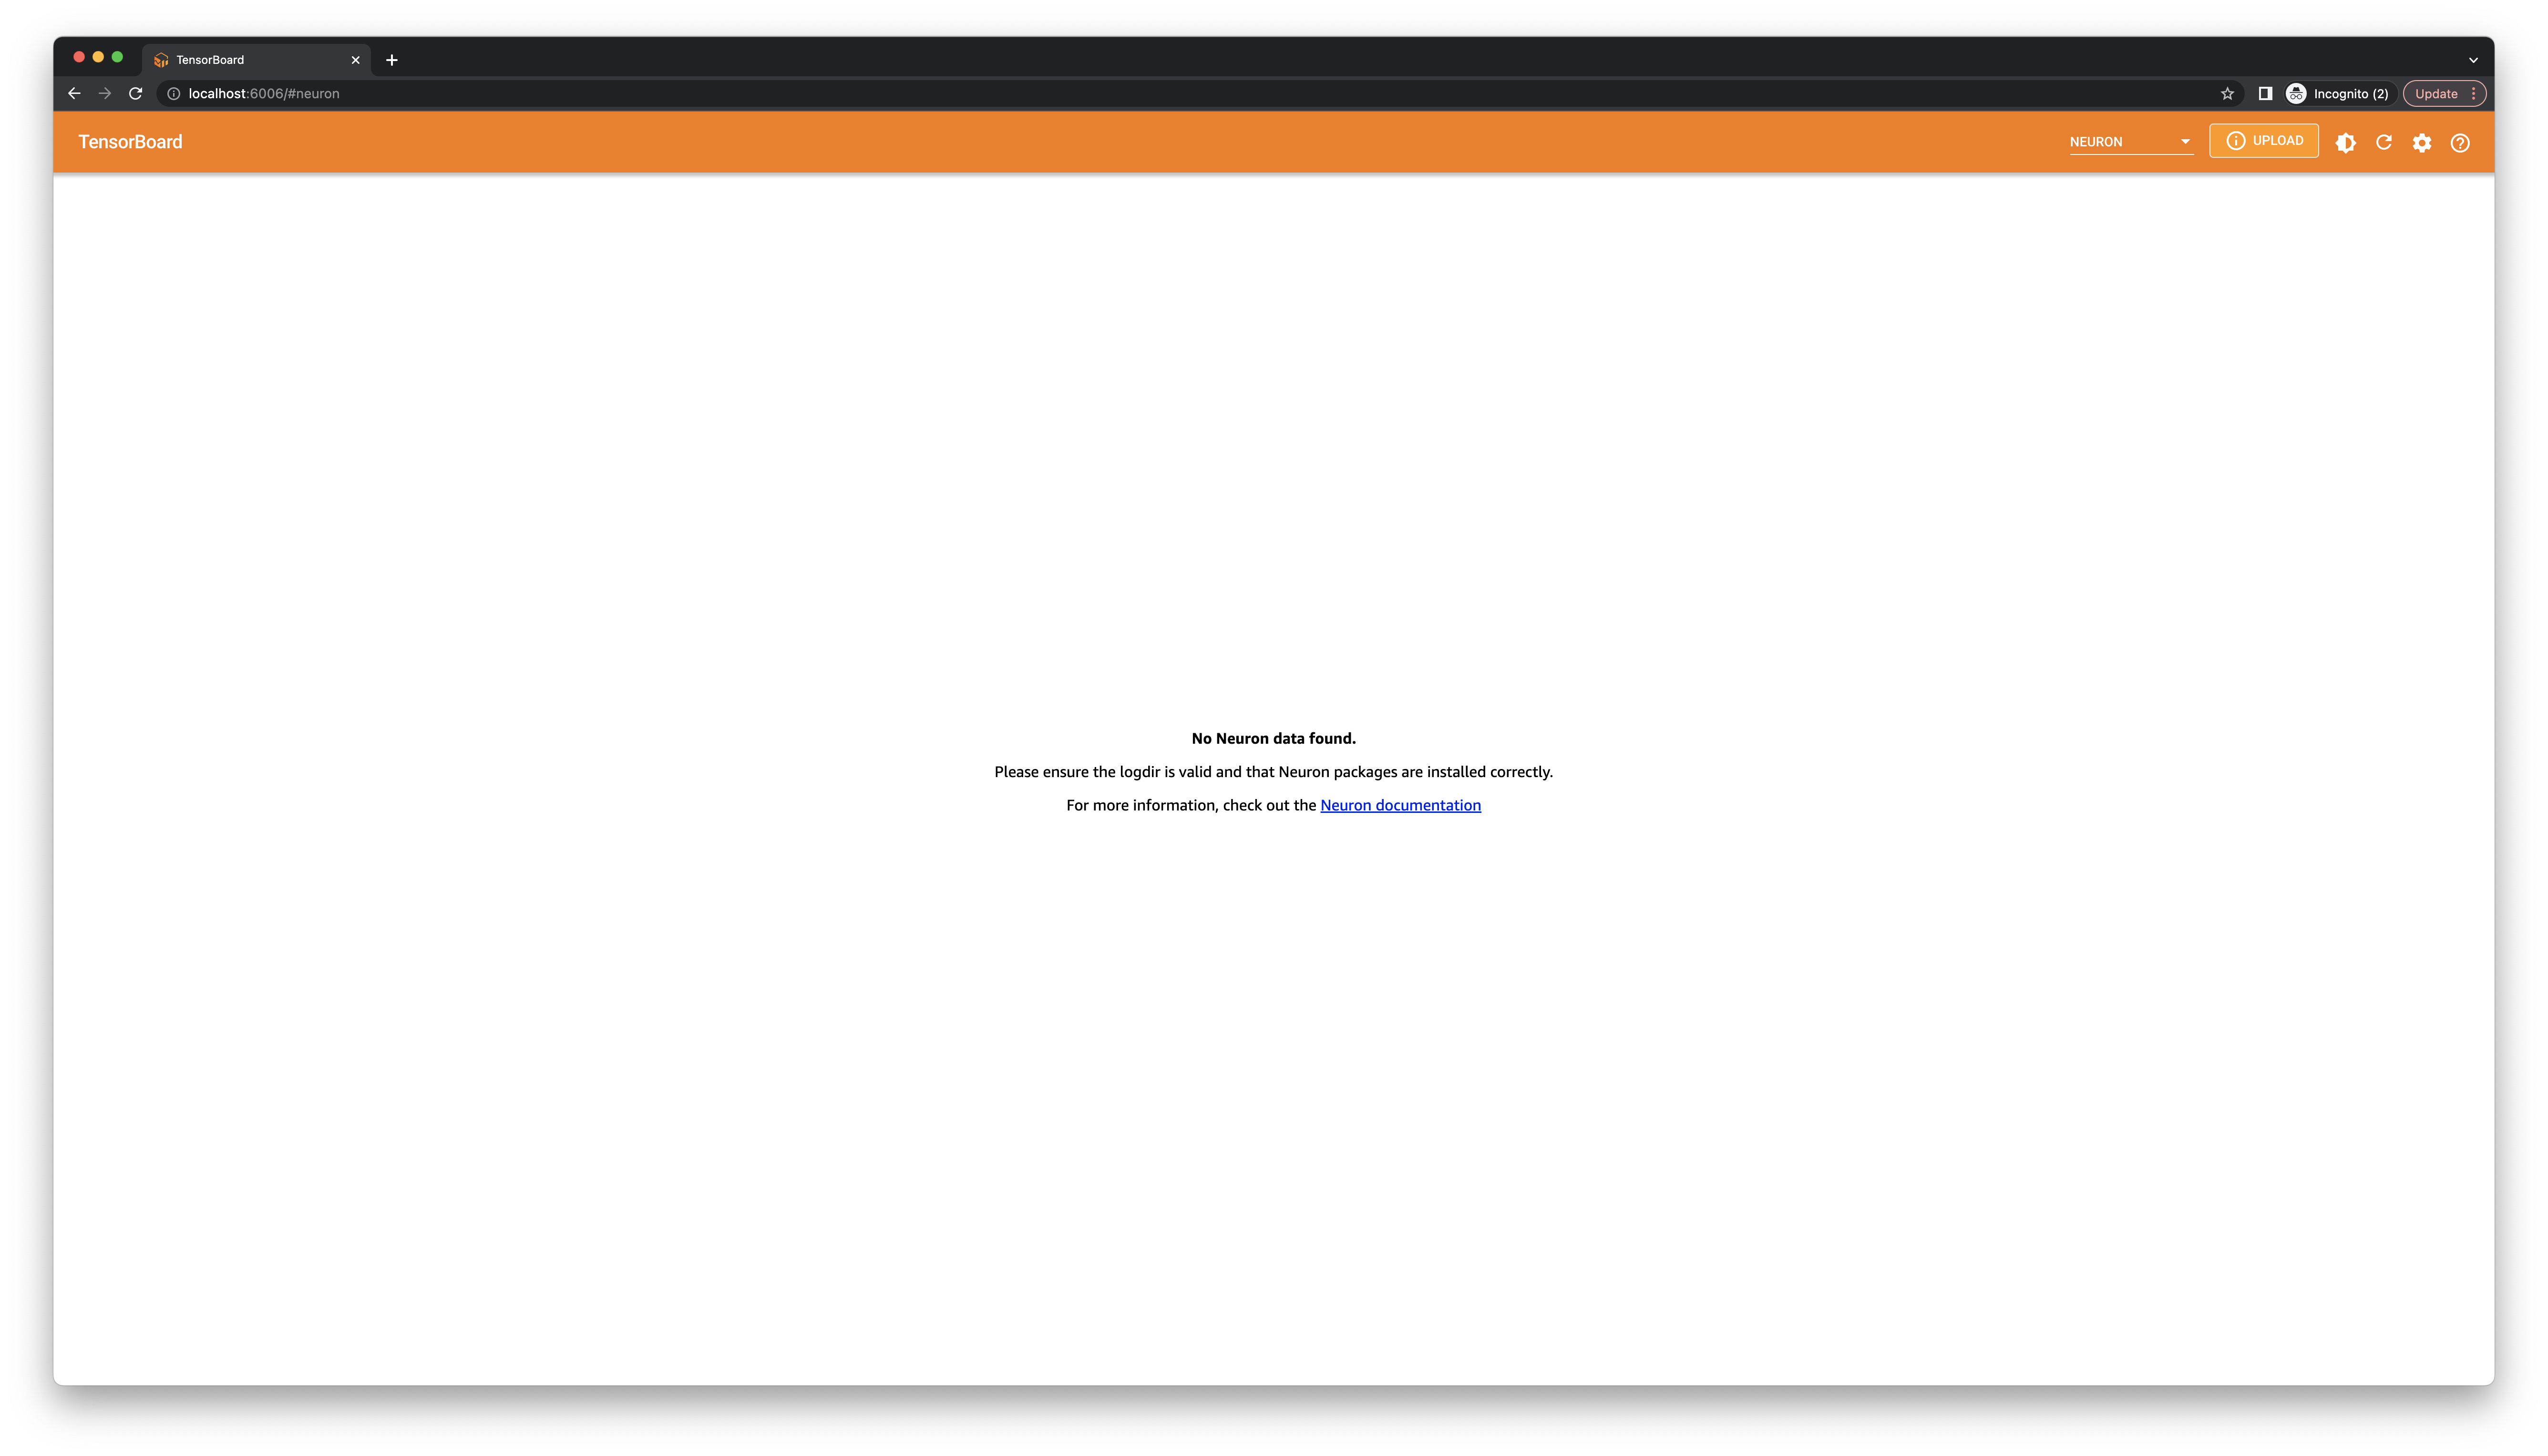 TensorBoard
localhost:6006/#neuron
Incognito (2)
Update
TensorBoard
NEURON
UPLOAD
No Neuron data found.
Please ensure the logdir is valid and that Neuron packages are installed correctly.
For more information, check out the Neuron documentation